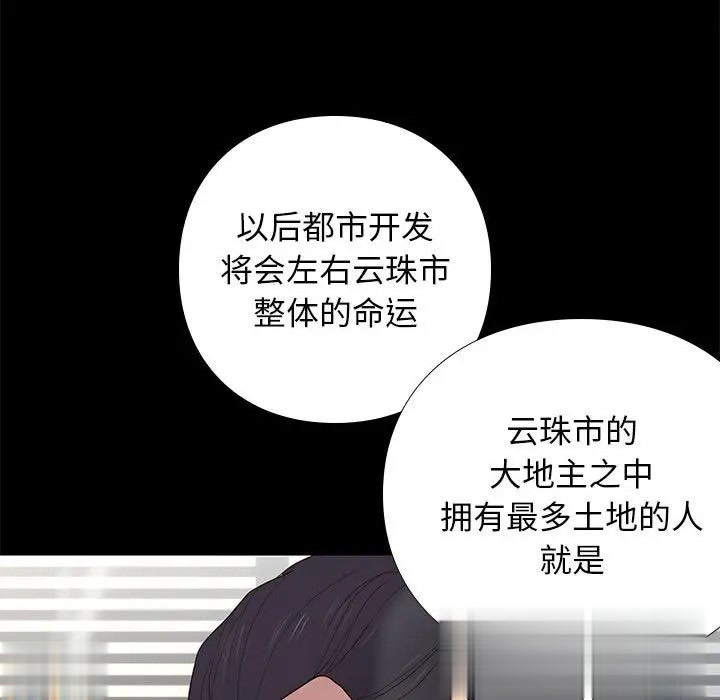 以后都市开发
将会左右云珠市
整体的命运
云珠市的
大地主之中
拥有最多土地的人
就是